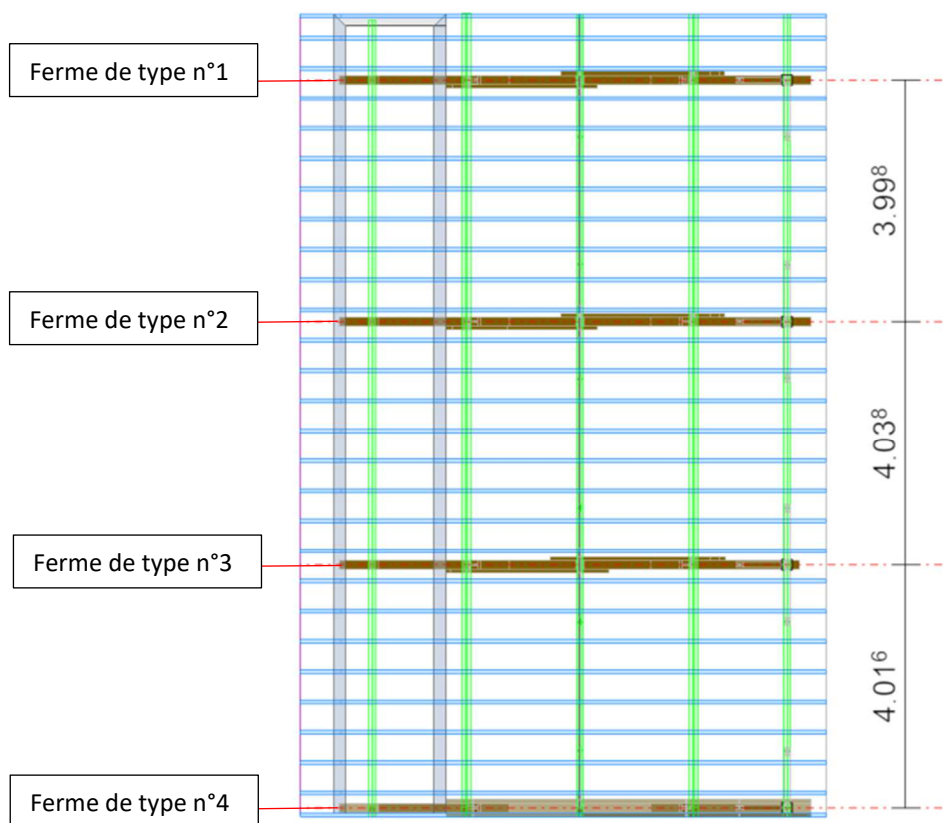 Ferme de type n°1
3.99⁸
Ferme de type n°2
4.03⁸
Ferme de type n°3
4.01⁶
Ferme de type n°4